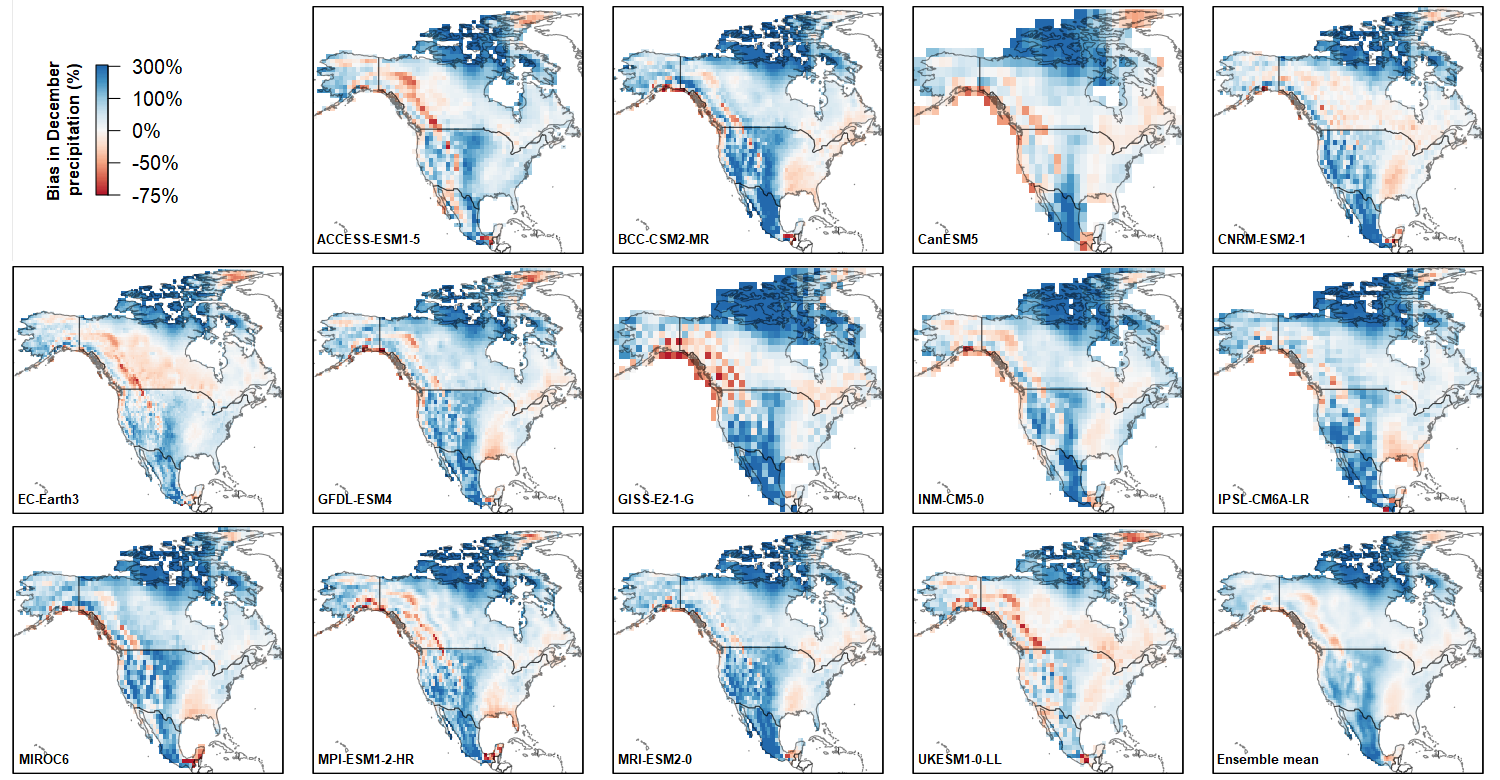 Bias in December
precipitation (%)
300%
100%
0%
-50%
-75%
ACCESS-ESM1-5
BCC-CSM2-MR
CanESM5
CNRM-ESM2-1
EC-Earth3
GFDL-ESM4
GISS-E2-1-G
INM-CM5-0
IPSL-CM6A-LR
MIROC6
MPI-ESM1-2-HR
MRI-ESM2-0
UKESM1-0-LL
Ensemble mean